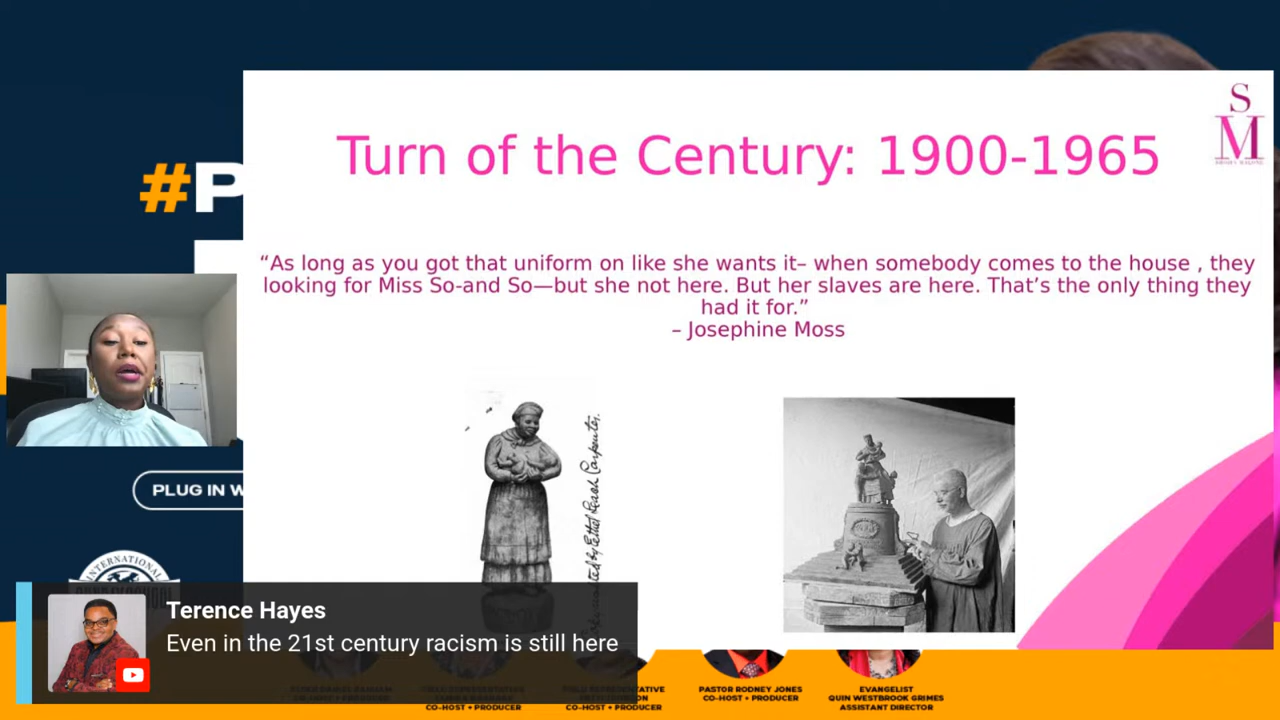 Turn of the Century: 1900-1965
S
M
“As long as you got that uniform on like she wants it– when somebody comes to the house , they
looking for Miss So-and So—but she not here. But her slaves are here. That’s the only thing they
had it for.”
– Josephine Moss
#P
PLUG IN W
INTERNATIONAL
Terence Hayes
Even in the 21st century racism is still here
PASTOR RODNEY JONES
CO-HOST • PRODUCER
EVANGELIST
QUIN WESTBROOK GRIMES
ASSISTANT DIRECTOR
CO-HOST • PRODUCER
CO-HOST • PRODUCER